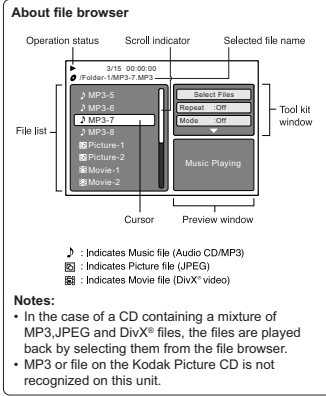 About file browser
Operation status
Scroll indicator
Selected file name
3/15 00:00:00
/Folder-1/MP3-7.MP3
MP3-5
MP3-6
MP3-7
MP3-8
Picture-1
Picture-2
Movie-1
Movie-2
File list
Select Files
Repeat :Off
Mode :Off
Tool kit
window
Music Playing
Cursor
Preview window
: Indicates Music file (Audio CD/MP3)
: Indicates Picture file (JPEG)
: Indicates Movie file (DivX® video)
Notes:
• In the case of a CD containing a mixture of
MP3,JPEG and DivX® files, the files are played
back by selecting them from the file browser.
• MP3 or file on the Kodak Picture CD is not
recognized on this unit.